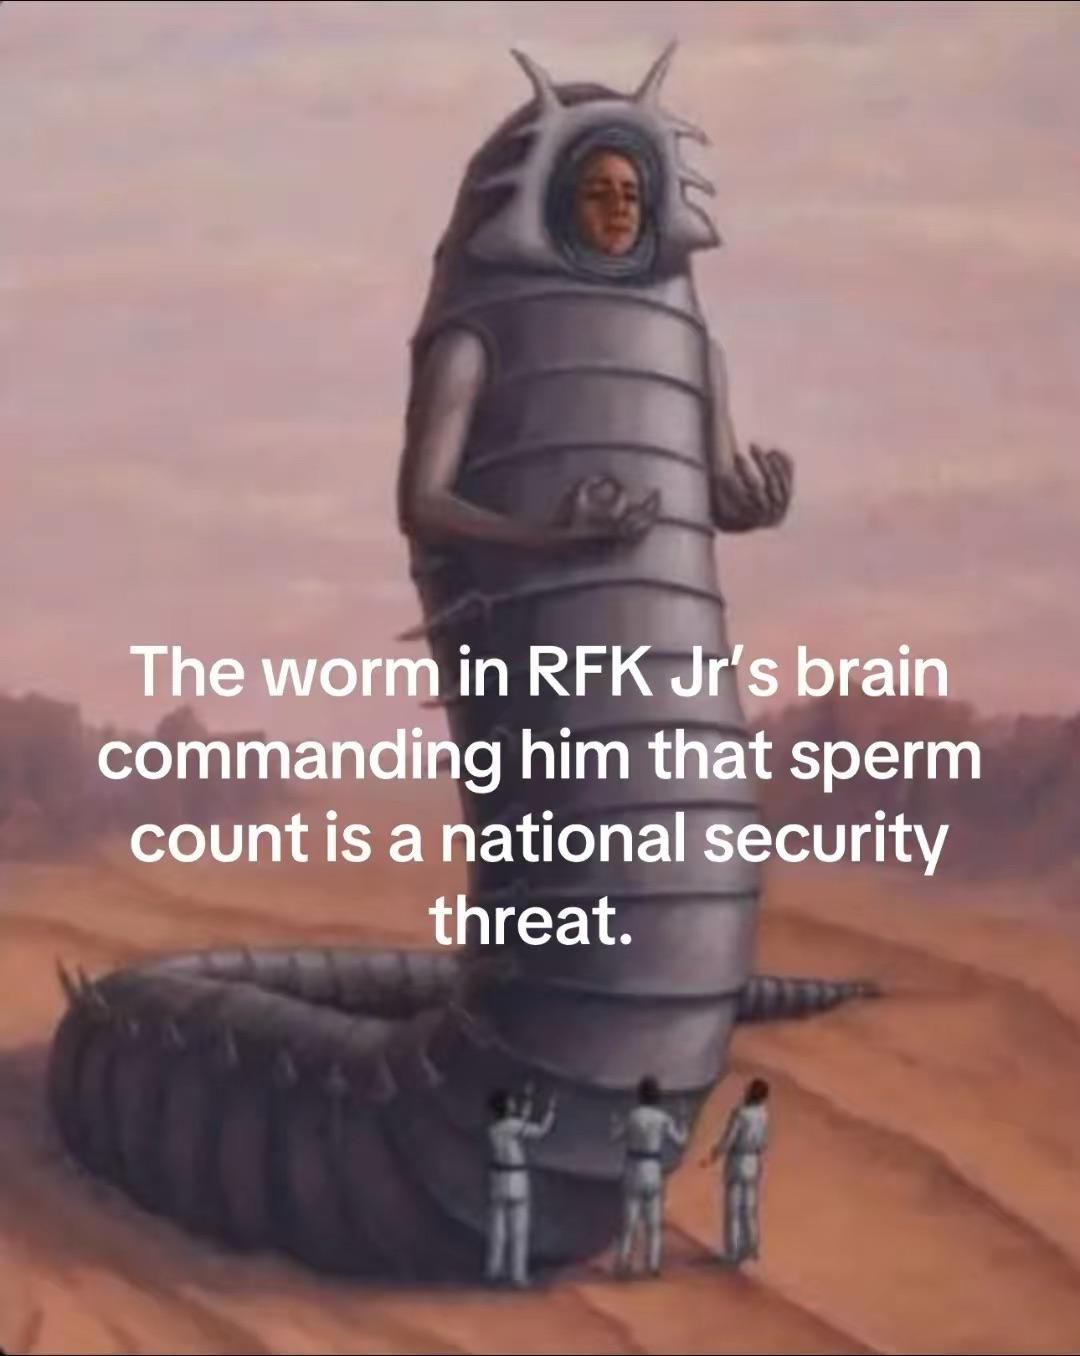 The worm in RFK Jr’s brain
commanding him that sperm
count is a national security
threat.